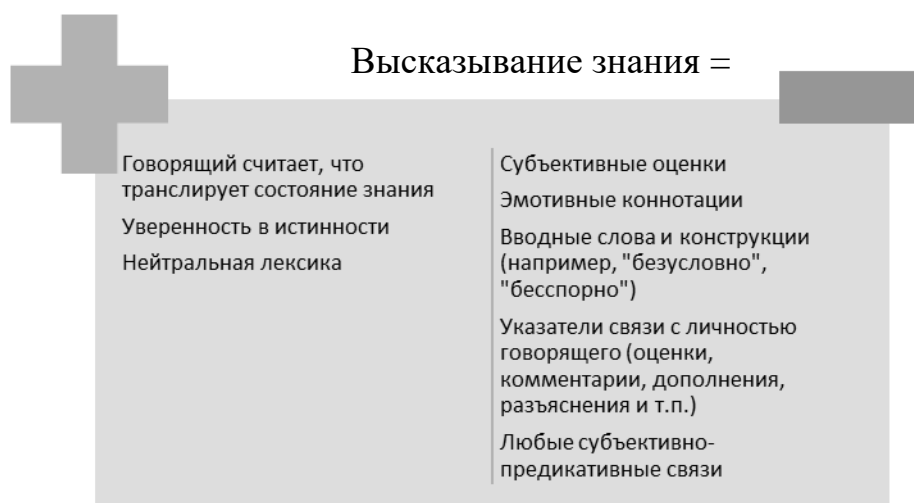 Высказывание знания =
Говорящий считает, что
транслирует состояние знания
Уверенность в истинности
Нейтральная лексика
Субъективные оценки
Эмотивные коннотации
Вводные слова и конструкции
(например, "безусловно",
"бесспорно")
Указатели связи с личностью
говорящего (оценки,
комментарии, дополнения,
разъяснения и т.п.)
Любые субъективно-
предикативные связи